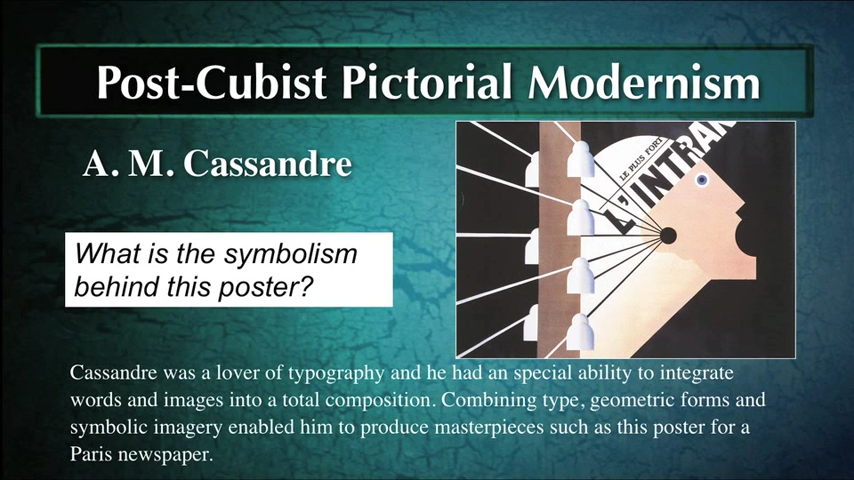 Post-Cubist Pictorial Modernism
A. M. Cassandre
LE PLUS FORT
L'INTRAN
What is the symbolism
behind this poster?
Cassandre was a lover of typography and he had an special ability to integrate
words and images into a total composition. Combining type, geometric forms and
symbolic imagery enabled him to produce masterpieces such as this poster for a
Paris newspaper.